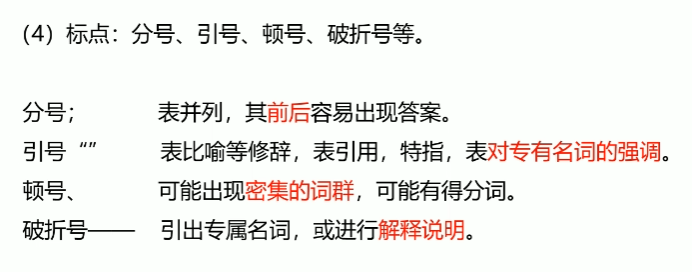 （4）标点：分号、引号、顿号、破折号等。
分号； 表并列，其前后容易出现答案。
引号“” 表比喻等修辞，表引用，特指，表对专有名词的强调。
顿号、 可能出现密集的词群，可能有得分词。
破折号—— 引出专属名词，或进行解释说明。